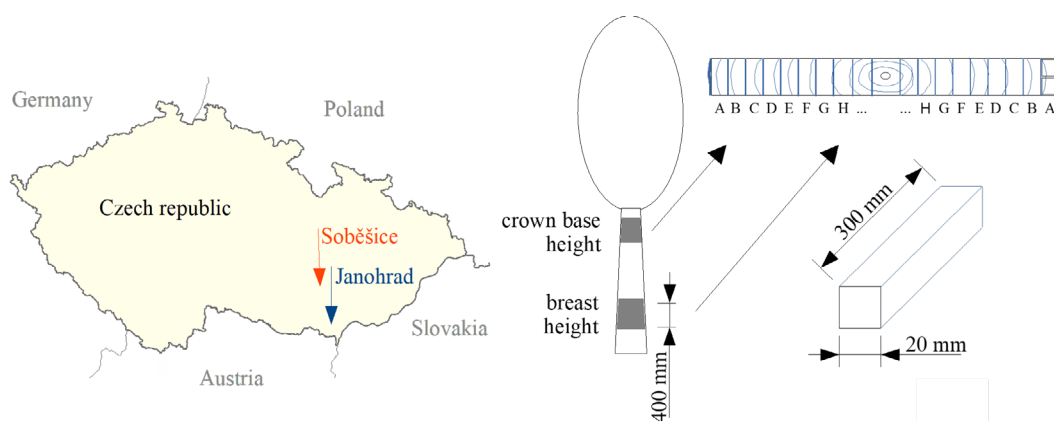 Germany
Poland
Czech republic
Soběšice
Janohrad
Slovakia
Austria
crown base
height
breast
height
400 mm
A B C D E F G H ... ... H G F E D C B A
300 mm
20 mm